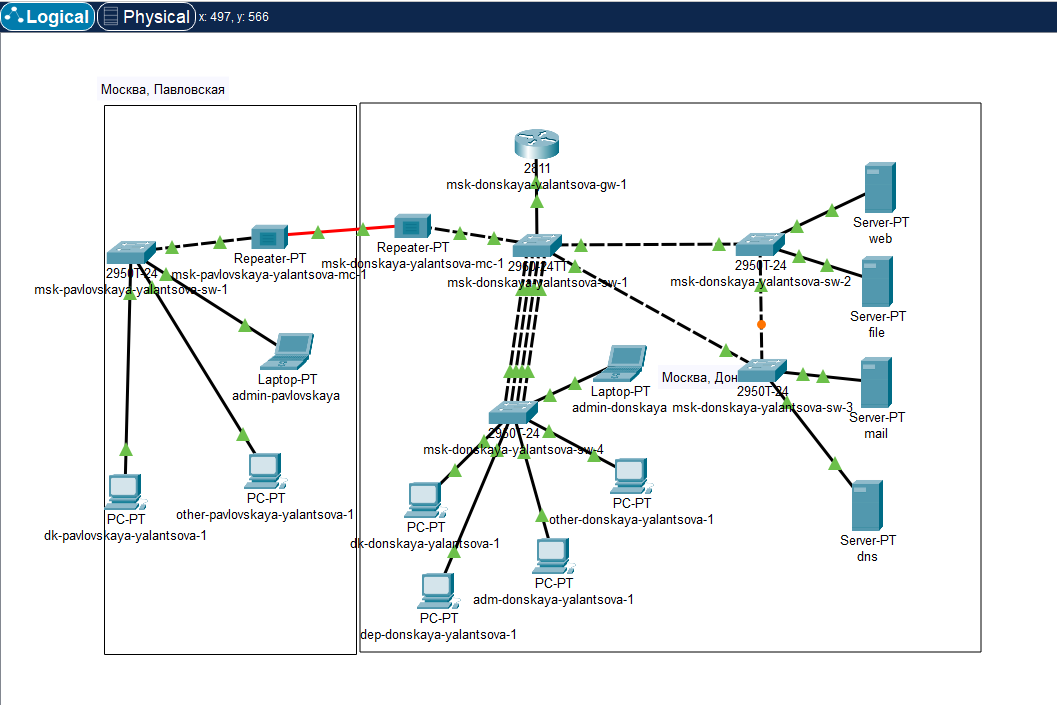 Logical
Physical
x: 497, y: 566
Москва, Павловская
2811
msk-donskaya-yalantsova-gw-1
Server-PT
web
Repeater-PT
msk-donskaya-yalantsova-mc-1
Repeater-PT
msk-pavlovskaya-yalantsova-mc-1
2950T-24
msk-pavlovskaya-yalantsova-sw-1
2960-24TT
msk-donskaya-yalantsova-sw-1
2950T-24
msk-donskaya-yalantsova-sw-2
Server-PT
file
Laptop-PT
admin-pavlovskaya
Laptop-PT
admin-donskaya
Москва, Дон
2950T-24
msk-donskaya-yalantsova-sw-3
Server-PT
mail
2950T-24
msk-donskaya-yalantsova-sw-4
PC-PT
other-pavlovskaya-yalantsova-1
PC-PT
other-donskaya-yalantsova-1
PC-PT
dk-pavlovskaya-yalantsova-1
PC-PT
dk-donskaya-yalantsova-1
Server-PT
dns
PC-PT
adm-donskaya-yalantsova-1
PC-PT
dep-donskaya-yalantsova-1